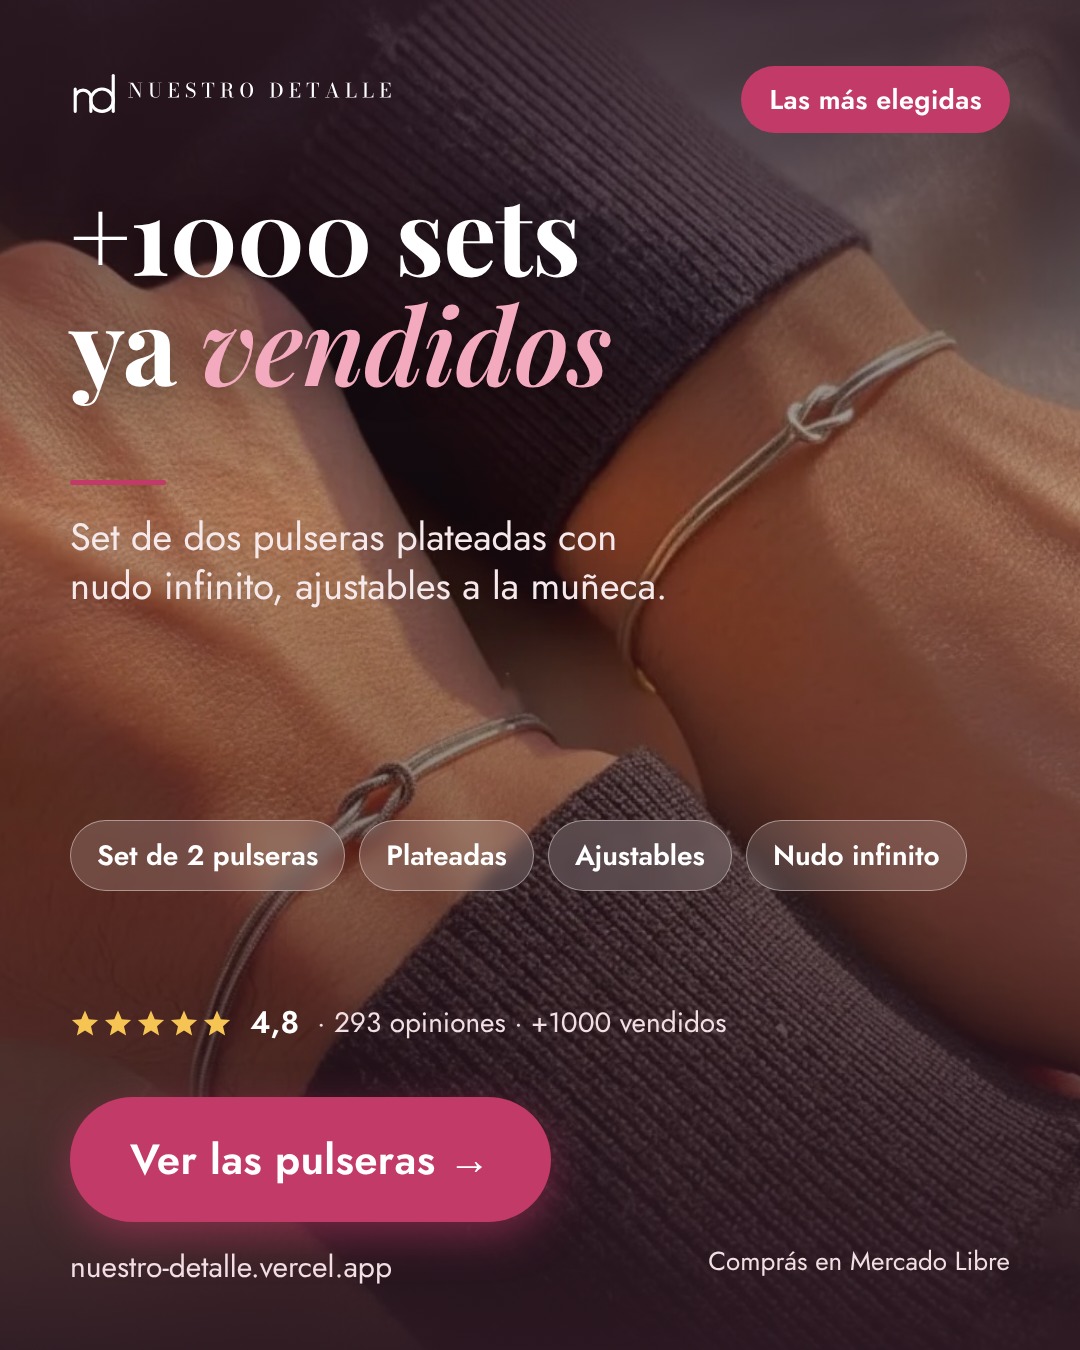 nd NUESTRO DETALLE
Las más elegidas
+1000 sets
ya vendidos
Set de dos pulseras plateadas con
nudo infinito, ajustables a la muñeca.
Set de 2 pulseras
Plateadas
Ajustables
Nudo infinito
★★★★★ 4,8 · 293 opiniones · +1000 vendidos
Ver las pulseras →
nuestro-detalle.vercel.app
Comprás en Mercado Libre